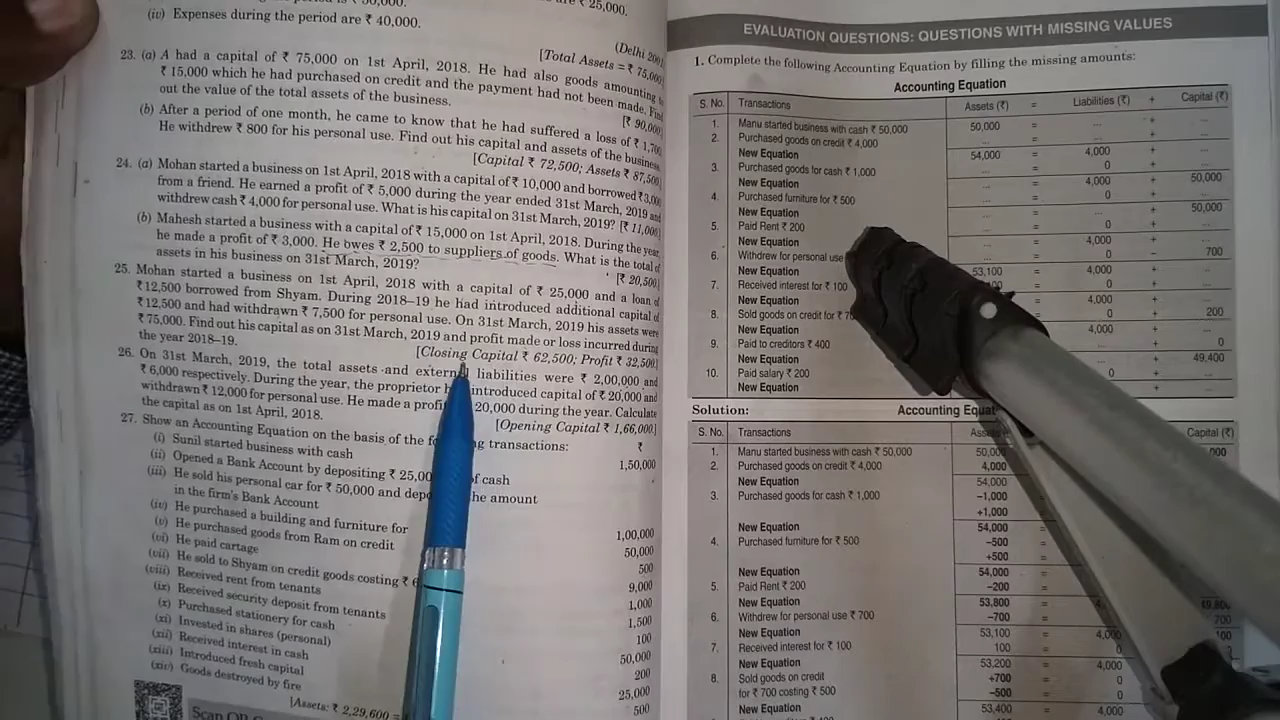 are ₹ 25,000.
(iv) Expenses during the period are ₹ 40,000.
(Delhi
[Total Assets = ₹ 75,000]
23. (a) A had a capital of ₹ 75,000 on 1st April, 2018. He had also goods amounting to
₹ 15,000 which he had purchased on credit and the payment had not been made. Find
out the value of the total assets of the business.
[₹ 90,000]
(b) After a period of one month, he came to know that he had suffered a loss of ₹ 1,700
He withdrew ₹ 800 for his personal use. Find out his capital and assets of the business.
[Capital ₹ 72,500; Assets ₹ 87,500]
24. (a) Mohan started a business on 1st April, 2018 with a capital of ₹ 10,000 and borrowed ₹ 3,000
from a friend. He earned a profit of ₹ 5,000 during the year ended 31st March, 2019 and
withdrew cash ₹ 4,000 for personal use. What is his capital on 31st March, 2019? [₹ 11,000]
(b) Mahesh started a business with a capital of ₹ 15,000 on 1st April, 2018. During the year,
he made a profit of ₹ 3,000. He owes ₹ 2,500 to suppliers of goods. What is the total of
assets in his business on 31st March, 2019?
[₹ 20,500]
25. Mohan started a business on 1st April, 2018 with a capital of ₹ 25,000 and a loan of
₹ 12,500 borrowed from Shyam. During 2018–19 he had introduced additional capital of
₹ 12,500 and had withdrawn ₹ 7,500 for personal use. On 31st March, 2019 his assets were
₹ 75,000. Find out his capital as on 31st March, 2019 and profit made or loss incurred during
the year 2018–19.
[Closing Capital ₹ 62,500; Profit ₹ 32,500]
26. On 31st March, 2019, the total assets and external liabilities were ₹ 2,00,000 and
₹ 6,000 respectively. During the year, the proprietor h introduced capital of ₹ 20,000 and
withdrawn ₹ 12,000 for personal use. He made a profi 20,000 during the year. Calculate
the capital as on 1st April, 2018.
[Opening Capital ₹ 1,66,000]
27. Show an Accounting Equation on the basis of the fo g transactions:
₹
(i) Sunil started business with cash 1,50,000
(ii) Opened a Bank Account by depositing ₹ 25,00 of cash
(iii) He sold his personal car for ₹ 50,000 and depo he amount
in the firm's Bank Account
(iv) He purchased a building and furniture for 1,00,000
(v) He purchased goods from Ram on credit 50,000
(vi) He paid cartage 500
(vii) He sold to Shyam on credit goods costing ₹ 6 9,000
(viii) Received rent from tenants 1,000
(ix) Received security deposit from tenants 1,500
(x) Purchased stationery for cash 100
(xi) Invested in shares (personal) 50,000
(xii) Received interest in cash 200
(xiii) Introduced fresh capital 25,000
(xiv) Goods destroyed by fire 500
[Assets: ₹ 2,29,600 =
Scan QR
EVALUATION QUESTIONS: QUESTIONS WITH MISSING VALUES
1. Complete the following Accounting Equation by filling the missing amounts:
Accounting Equation
S. No. Transactions Assets (₹) = Liabilities (₹) + Capital (₹)
1. Manu started business with cash ₹ 50,000 50,000 = ... + ...
2. Purchased goods on credit ₹ 4,000 ... = ... + ...
New Equation 54,000 = 4,000 + ...
3. Purchased goods for cash ₹ 1,000 ... = 0 + ...
New Equation ... = 4,000 + 50,000
4. Purchased furniture for ₹ 500 ... = 0 + ...
New Equation ... = ... + 50,000
5. Paid Rent ₹ 200 ... = 0 + ...
New Equation ... = 4,000 + ...
6. Withdrew for personal use ... = 0 – 700
New Equation 53,100 = 4,000 + ...
7. Received interest for ₹ 100 = 0 + ...
New Equation = 4,000 + ...
8. Sold goods on credit for ₹ 0 + 200
New Equation 4,000 + ...
9. Paid to creditors ₹ 400 ... + 0
New Equation ... + 49,400
10. Paid salary ₹ 200 0 + ...
New Equation ... + ...
Solution: Accounting Equat
S. No. Transactions Assets Capital (₹)
1. Manu started business with cash ₹ 50,000 50,000
2. Purchased goods on credit ₹ 4,000 4,000
54,000 =
3. Purchased goods for cash ₹ 1,000 –1,000
+1,000 =
New Equation 54,000 =
4. Purchased furniture for ₹ 500 –500 =
+500 =
New Equation 54,000 =
5. Paid Rent ₹ 200 –200 =
New Equation 53,800 = 49,800
6. Withdrew for personal use ₹ 700 –700 = 700
New Equation 53,100 = 4,000
7. Received interest for ₹ 100 100 = 0
New Equation 53,200 = 4,000
8. Sold goods on credit +700 = 0
for ₹ 700 costing ₹ 500 –500 = 0
New Equation 53,400 = 4,000